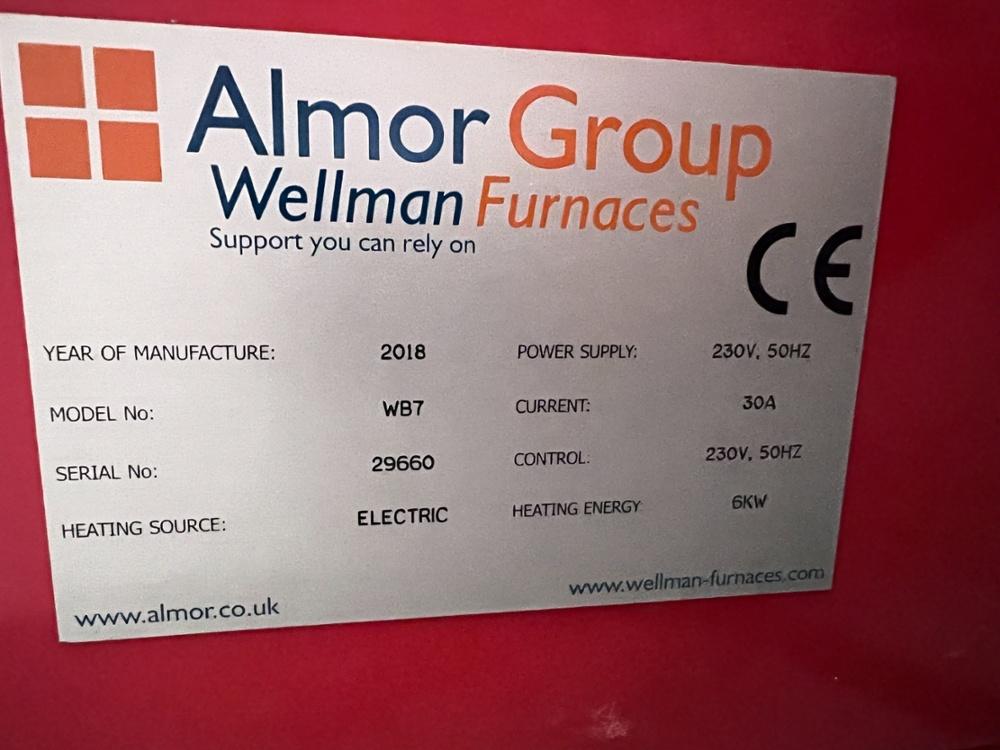 Almor Group
Wellman Furnaces
Support you can rely on
CE
YEAR OF MANUFACTURE: 2018 POWER SUPPLY: 230V, 50HZ
MODEL No: WB7 CURRENT: 30A
SERIAL No: 29660 CONTROL: 230V, 50HZ
HEATING SOURCE: ELECTRIC HEATING ENERGY 6KW
www.almor.co.uk www.wellman-furnaces.com